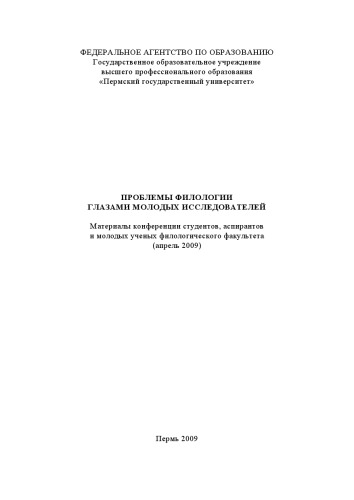 ФЕДЕРАЛЬНОЕ АГЕНТСТВО ПО ОБРАЗОВАНИЮ
Государственное образовательное учреждение
высшего профессионального образования
«Пермский государственный университет»
ПРОБЛЕМЫ ФИЛОЛОГИИ
ГЛАЗАМИ МОЛОДЫХ ИССЛЕДОВАТЕЛЕЙ
Материалы конференции студентов, аспирантов
и молодых ученых филологического факультета
(апрель 2009)
Пермь 2009